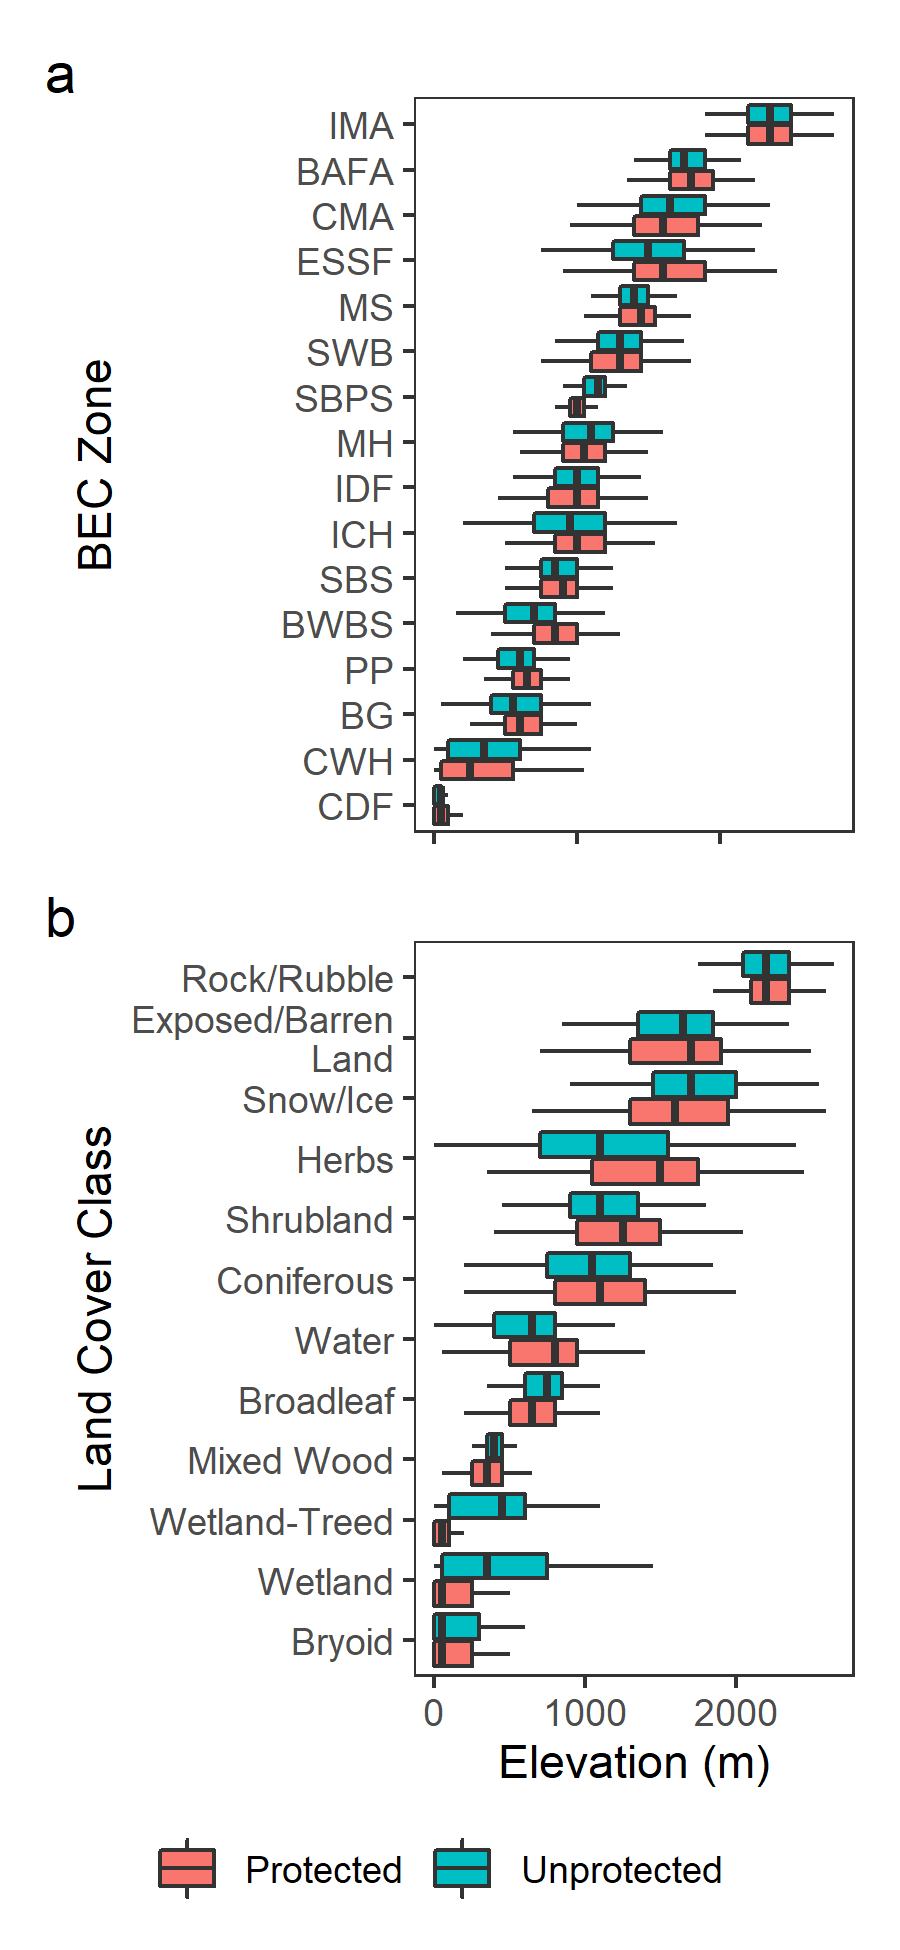 a
BEC Zone
IMA
BAFA
CMA
ESSF
MS
SWB
SBPS
MH
IDF
ICH
SBS
BWBS
PP
BG
CWH
CDF
b
Land Cover Class
Rock/Rubble
Exposed/Barren
Land
Snow/Ice
Herbs
Shrubland
Coniferous
Water
Broadleaf
Mixed Wood
Wetland-Treed
Wetland
Bryoid
0 1000 2000
Elevation (m)
Protected Unprotected